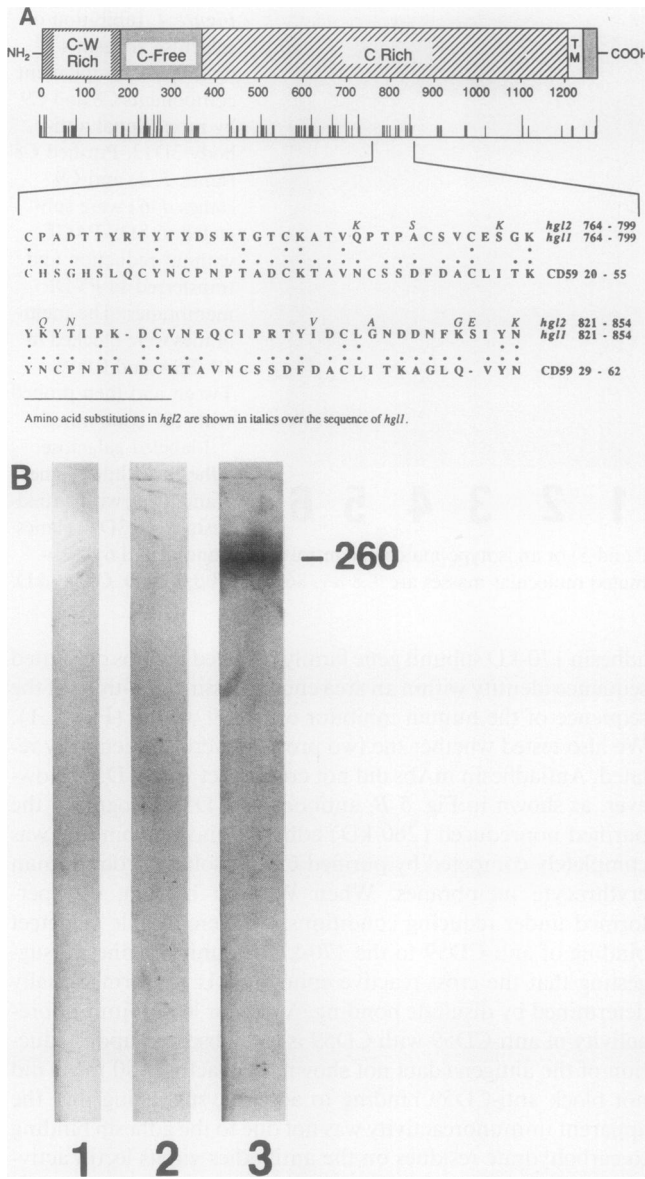 A
NH2
C-W
Rich
C-Free
C Rich
T
M
COOH
0 100 200 300 400 500 600 700 800 900 1000 1100 1200
K S K hgl2 764 - 799
C P A D T T Y R T Y T Y D S K T G T C K A T V Q P T P A C S V C E S G K hgl1 764 - 799
C H S G H S L Q C Y N C P N P T A D C K T A V N C S S D F D A C L I T K CD59 20 - 55
Q N V A G E K hgl2 821 - 854
Y K Y T I P K - D C V N E Q C I P R T Y I D C L G N D D N F K S I Y N hgl1 821 - 854
Y N C P N P T A D C K T A V N C S S D F D A C L I T K A G L Q - V Y N CD59 29 - 62
Amino acid substitutions in hgl2 are shown in italics over the sequence of hgl1.
B
– 260
1 2 3